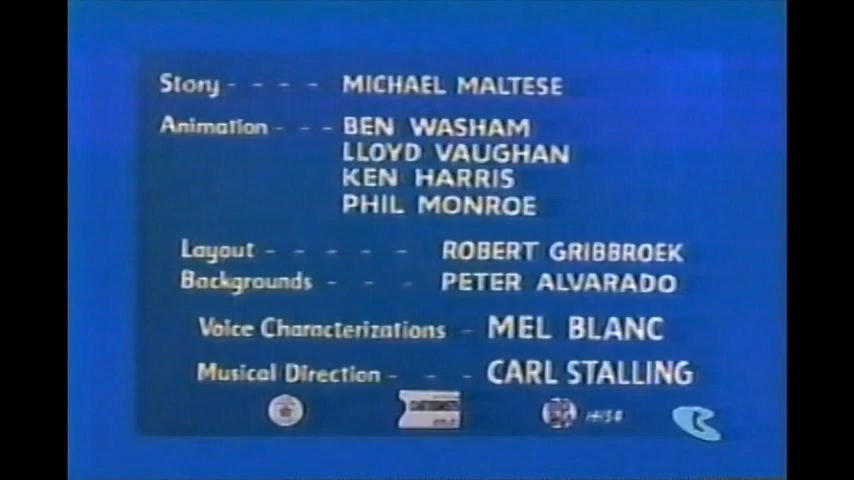 Story - - - - MICHAEL MALTESE
Animation - - - BEN WASHAM
LLOYD VAUGHAN
KEN HARRIS
PHIL MONROE
Layout - - - - - ROBERT GRIBBROEK
Backgrounds - - - PETER ALVARADO
Voice Characterizations - MEL BLANC
Musical Direction - - - CARL STALLING